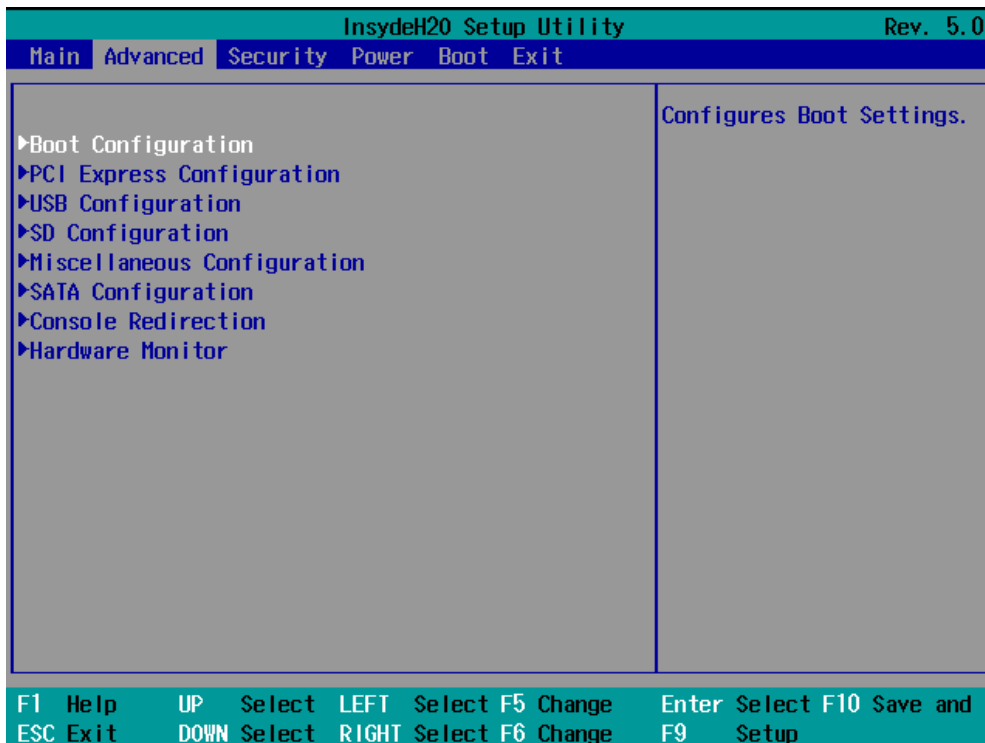 InsydeH20 Setup Utility Rev. 5.0
Main Advanced Security Power Boot Exit
Configures Boot Settings.
▶Boot Configuration
▶PCI Express Configuration
▶USB Configuration
▶SD Configuration
▶Miscellaneous Configuration
▶SATA Configuration
▶Console Redirection
▶Hardware Monitor
F1 Help UP Select LEFT Select F5 Change Enter Select F10 Save and
ESC Exit DOWN Select RIGHT Select F6 Change F9 Setup